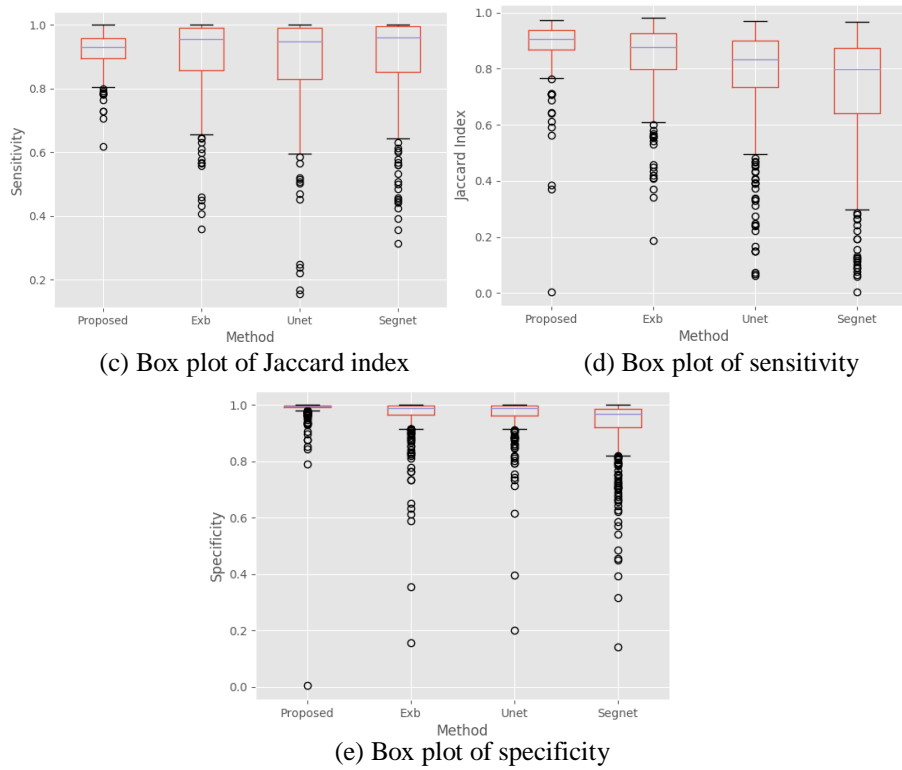 1.0
0.8
0.6
0.4
0.2
Sensitivity
Proposed Exb Unet Segnet
Method
(c) Box plot of Jaccard index
1.0
0.8
0.6
0.4
0.2
0.0
Jaccard Index
Proposed Exb Unet Segnet
Method
(d) Box plot of sensitivity
1.0
0.8
0.6
0.4
0.2
0.0
Specificity
Proposed Exb Unet Segnet
Method
(e) Box plot of specificity